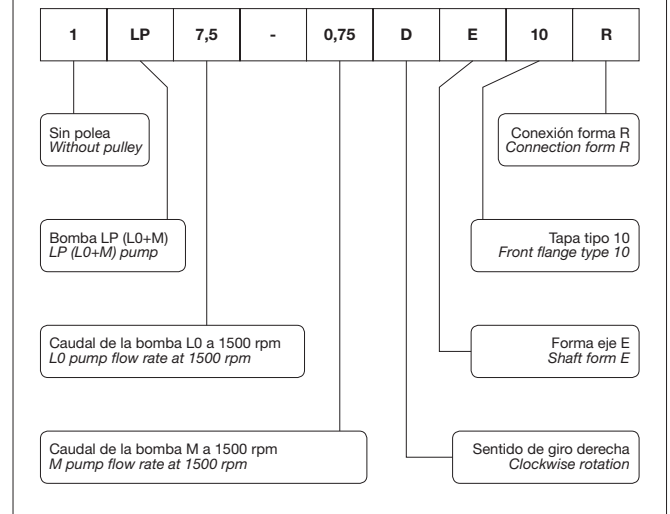 1 LP 7,5 - 0,75 D E 10 R
Sin polea
Without pulley
Conexión forma R
Connection form R
Bomba LP (L0+M)
LP (L0+M) pump
Tapa tipo 10
Front flange type 10
Caudal de la bomba L0 a 1500 rpm
L0 pump flow rate at 1500 rpm
Forma eje E
Shaft form E
Caudal de la bomba M a 1500 rpm
M pump flow rate at 1500 rpm
Sentido de giro derecha
Clockwise rotation